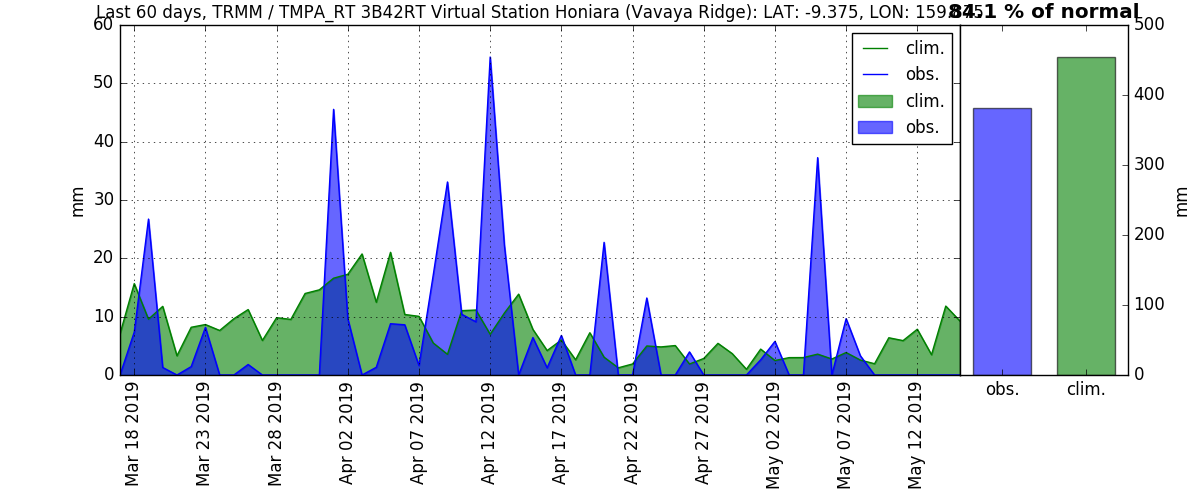 Last 60 days, TRMM / TMPA_RT 3B42RT Virtual Station Honiara (Vavaya Ridge): LAT: -9.375, LON:
84.1 % of normal
60
50
40
30
20
10
0
mm
clim.
obs.
clim.
obs.
500
400
300
200
100
0
mm
obs.
clim.
Mar 18 2019
Mar 23 2019
Mar 28 2019
Apr 02 2019
Apr 07 2019
Apr 12 2019
Apr 17 2019
Apr 22 2019
Apr 27 2019
May 02 2019
May 07 2019
May 12 2019